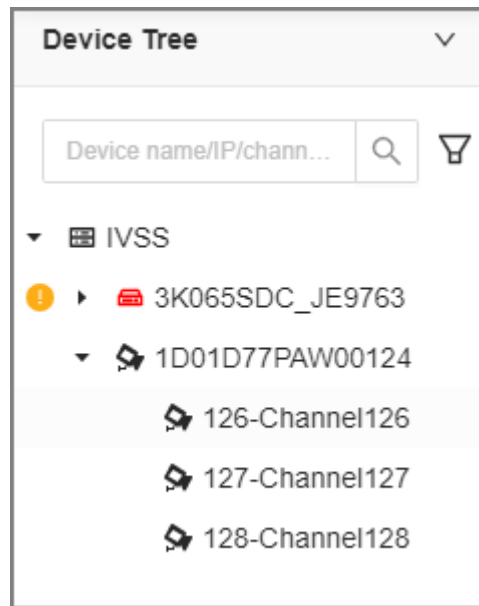 Device Tree
Device name/IP/chann...
IVSS
3K065SDC_JE9763
1D01D77PAW00124
126-Channel126
127-Channel127
128-Channel128